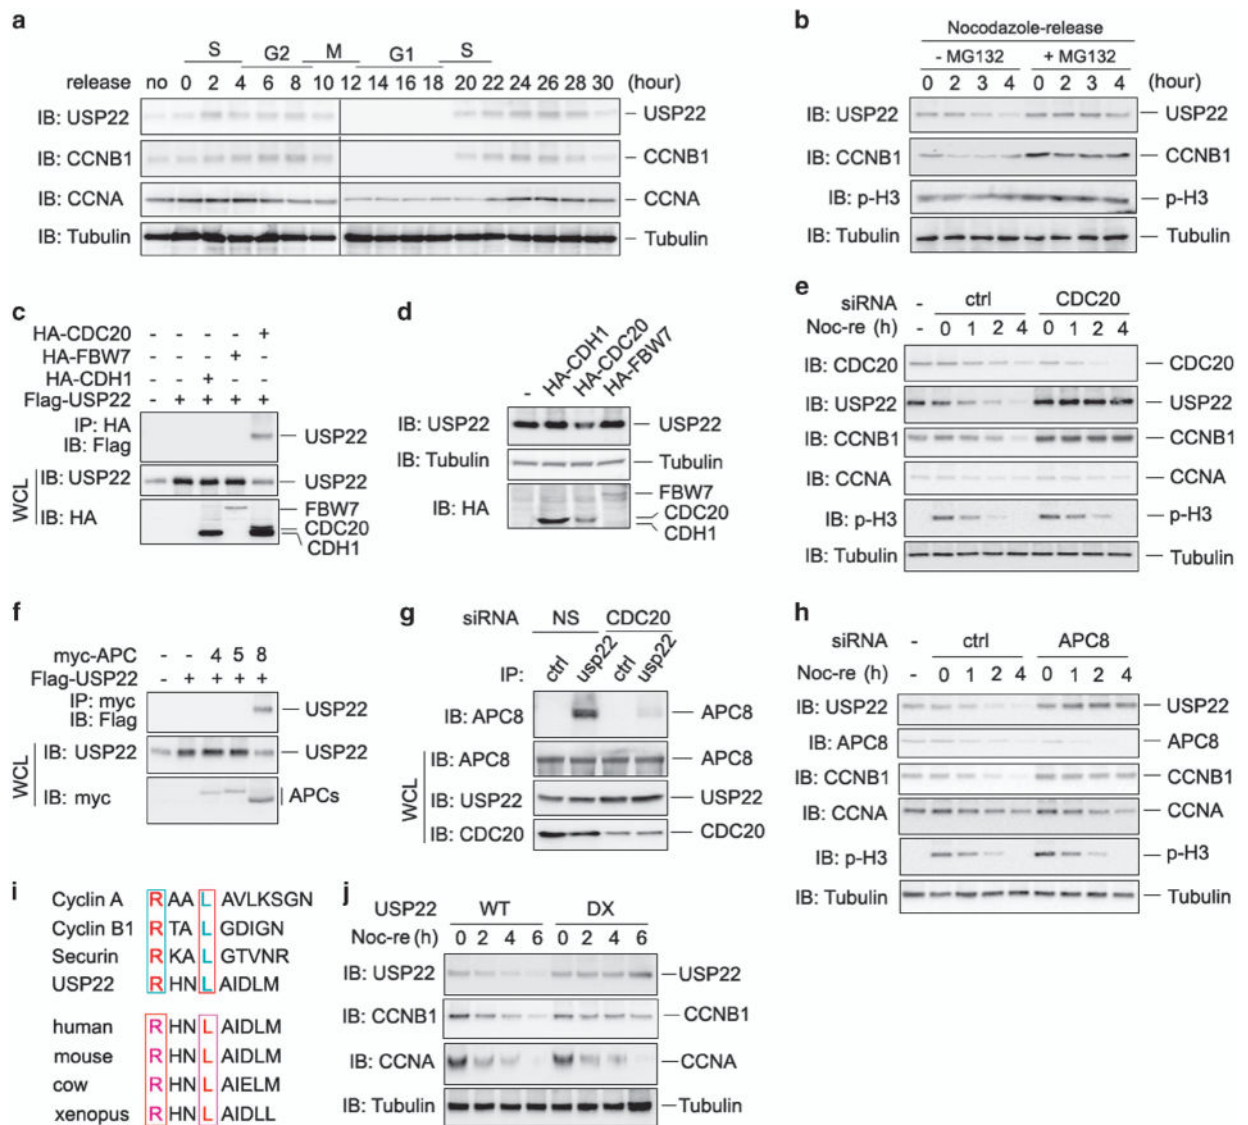 a
S G2 M G1 S
release no 0 2 4 6 8 10 12 14 16 18 20 22 24 26 28 30 (hour)
IB: USP22 USP22
IB: CCNB1 CCNB1
IB: CCNA CCNA
IB: Tubulin Tubulin
b
Nocodazole-release
- MG132 + MG132
0 2 3 4 0 2 3 4 (hour)
IB: USP22 USP22
IB: CCNB1 CCNB1
IB: p-H3 p-H3
IB: Tubulin Tubulin
c
HA-CDC20 - - - - +
HA-FBW7 - - - + -
HA-CDH1 - - + - -
Flag-USP22 - + + + +
IP: HA
IB: Flag USP22
WCL
IB: USP22 USP22
IB: HA FBW7
CDC20
CDH1
d
- HA-CDH1 HA-CDC20 HA-FBW7
IB: USP22 USP22
IB: Tubulin Tubulin
IB: HA FBW7
CDC20
CDH1
e
siRNA - ctrl CDC20
Noc-re (h) - 0 1 2 4 0 1 2 4
IB: CDC20 CDC20
IB: USP22 USP22
IB: CCNB1 CCNB1
IB: CCNA CCNA
IB: p-H3 p-H3
IB: Tubulin Tubulin
f
myc-APC - - 4 5 8
Flag-USP22 - + + + +
IP: myc
IB: Flag USP22
WCL
IB: USP22 USP22
IB: myc APCs
g
siRNA NS CDC20
IP: ctrl usp22 ctrl usp22
IB: APC8 APC8
WCL
IB: APC8 APC8
IB: USP22 USP22
IB: CDC20 CDC20
h
siRNA - ctrl APC8
Noc-re (h) - 0 1 2 4 0 1 2 4
IB: USP22 USP22
IB: APC8 APC8
IB: CCNB1 CCNB1
IB: CCNA CCNA
IB: p-H3 p-H3
IB: Tubulin Tubulin
i
Cyclin A R AA L AVLKSGN
Cyclin B1 R TA L GDIGN
Securin R KA L GTVNR
USP22 R HN L AIDLM
human R HN L AIDLM
mouse R HN L AIDLM
cow R HN L AIELM
xenopus R HN L AIDLL
j
USP22 WT DX
Noc-re (h) 0 2 4 6 0 2 4 6
IB: USP22 USP22
IB: CCNB1 CCNB1
IB: CCNA CCNA
IB: Tubulin Tubulin